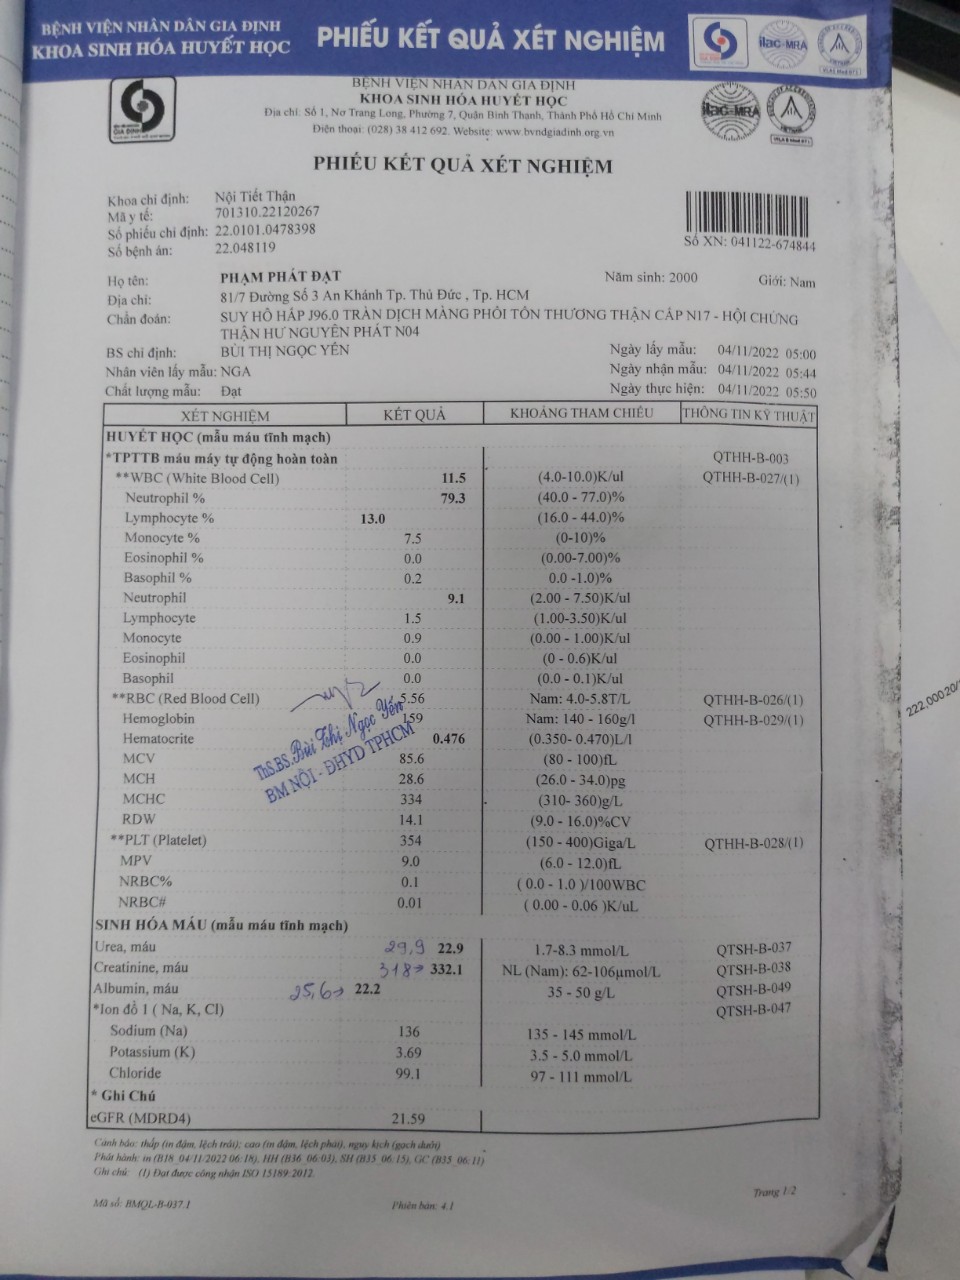 BỆNH VIỆN NHÂN DÂN GIA ĐỊNH
KHOA SINH HÓA HUYẾT HỌC
PHIẾU KẾT QUẢ XÉT NGHIỆM
ilac-MRA
BỆNH VIỆN NHÂN DÂN GIA ĐỊNH
KHOA SINH HÓA HUYẾT HỌC
Địa chỉ: Số 1, Nơ Trang Long, Phường 7, Quận Bình Thạnh, Thành Phố Hồ Chí Minh
Điện thoại: (028) 38 412 692. Website: www.bvndgiadinh.org.vn
GIA ĐỊNH
ilac-MRA
PHIẾU KẾT QUẢ XÉT NGHIỆM
Khoa chỉ định: Nội Tiết Thận
Mã y tế: 701310.22120267
Số phiếu chỉ định: 22.0101.0478398
Số bệnh án: 22.048119
Số XN: 041122-674844
Họ tên: PHẠM PHÁT ĐẠT Năm sinh: 2000 Giới: Nam
Địa chỉ: 81/7 Đường Số 3 An Khánh Tp. Thủ Đức , Tp. HCM
Chẩn đoán: SUY HÔ HẤP J96.0 TRÀN DỊCH MÀNG PHỔI TỔN THƯƠNG THẬN CẤP N17 - HỘI CHỨNG
THẬN HƯ NGUYÊN PHÁT N04
BS chỉ định: BÙI THỊ NGỌC YẾN Ngày lấy mẫu: 04/11/2022 05:00
Nhân viên lấy mẫu: NGA Ngày nhận mẫu: 04/11/2022 05:44
Chất lượng mẫu: Đạt Ngày thực hiện: 04/11/2022 05:50
XÉT NGHIỆM KẾT QUẢ KHOẢNG THAM CHIẾU THÔNG TIN KỸ THUẬT
HUYẾT HỌC (mẫu máu tĩnh mạch)
*TPTTB máu máy tự động hoàn toàn QTHH-B-003
**WBC (White Blood Cell) 11.5 (4.0-10.0)K/ul QTHH-B-027/(1)
Neutrophil % 79.3 (40.0 - 77.0)%
Lymphocyte % 13.0 (16.0 - 44.0)%
Monocyte % 7.5 (0-10)%
Eosinophil % 0.0 (0.00-7.00)%
Basophil % 0.2 0.0 -1.0)%
Neutrophil 9.1 (2.00 - 7.50)K/ul
Lymphocyte 1.5 (1.00-3.50)K/ul
Monocyte 0.9 (0.00 - 1.00)K/ul
Eosinophil 0.0 (0 - 0.6)K/ul
Basophil 0.0 (0.0 - 0.1)K/ul
**RBC (Red Blood Cell) 5.56 Nam: 4.0-5.8T/L QTHH-B-026/(1)
Hemoglobin 159 Nam: 140 - 160g/l QTHH-B-029/(1)
Hematocrite 0.476 (0.350- 0.470)L/l
MCV 85.6 (80 - 100)fL
MCH 28.6 (26.0 - 34.0)pg
MCHC 334 (310- 360)g/L
RDW 14.1 (9.0 - 16.0)%CV
**PLT (Platelet) 354 (150 - 400)Giga/L QTHH-B-028/(1)
MPV 9.0 (6.0 - 12.0)fL
NRBC% 0.1 ( 0.0 - 1.0 )/100WBC
NRBC# 0.01 ( 0.00 - 0.06 )K/uL
ThS.BS. Bùi Thị Ngọc Yến
BM NỘI - ĐHYD TPHCM
SINH HÓA MÁU (mẫu máu tĩnh mạch)
Urea, máu 29,9 22.9 1.7-8.3 mmol/L QTSH-B-037
Creatinine, máu 318→ 332.1 NL (Nam): 62-106µmol/L QTSH-B-038
Albumin, máu 25,6→ 22.2 35 - 50 g/L QTSH-B-049
*Ion đồ 1 ( Na, K, Cl) QTSH-B-047
Sodium (Na) 136 135 - 145 mmol/L
Potassium (K) 3.69 3.5 - 5.0 mmol/L
Chloride 99.1 97 - 111 mmol/L
* Ghi Chú
eGFR (MDRD4) 21.59
Cảnh báo: thấp (in đậm, lệch trái); cao (in đậm, lệch phải), nguy kịch (gạch dưới)
Phát hành: in (B18 04/11/2022 06:18), HH (B36 06:03), SH (B35 06:15), GC (B35 06:11)
Ghi chú: (1) Đạt được công nhận ISO 15189:2012.
Mã số: BMQL-B-037.1 Phiên bản: 4.1 Trang 1/2